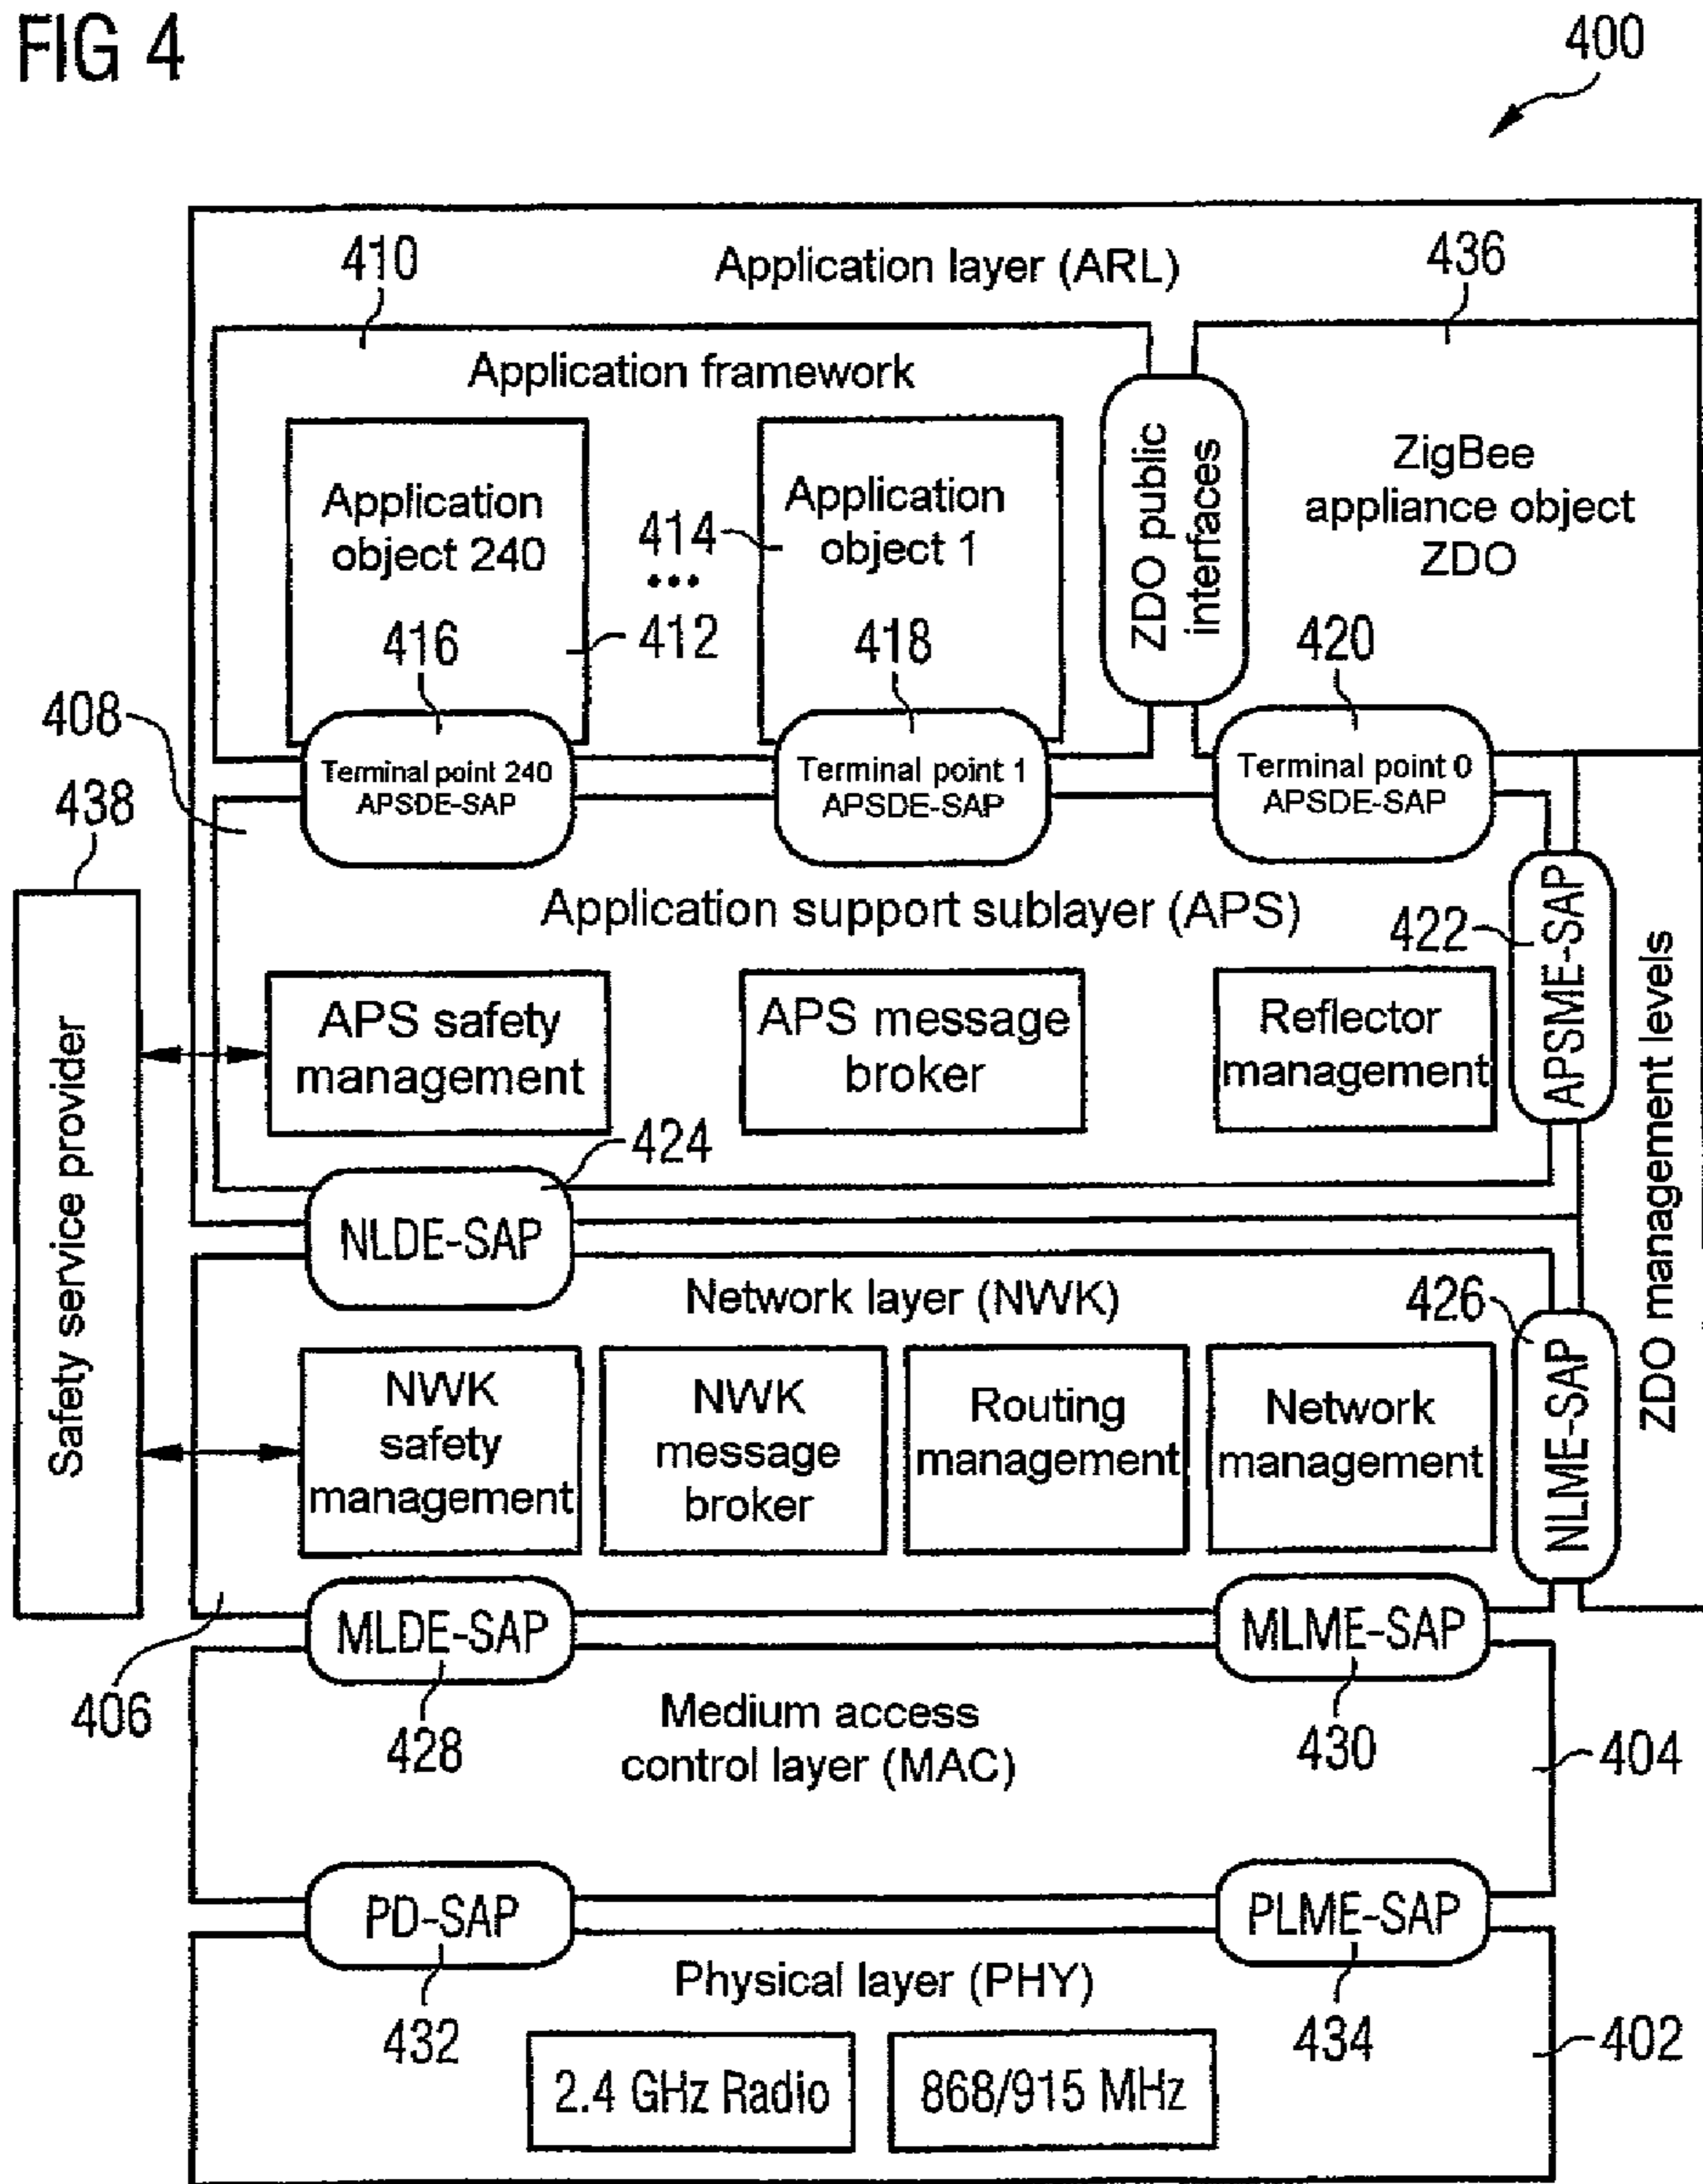 FIG 4
400
410
Application layer (ARL)
436
Application framework
Application
object 240
414
412
Application
object 1
ZDO public
interfaces
ZigBee
appliance object
ZDO
416
418
420
408
438
Terminal point 240
APSDE-SAP
Terminal point 1
APSDE-SAP
Terminal point 0
APSDE-SAP
Application support sublayer (APS)
422
APSME-SAP
ZDO management levels
Safety service provider
APS safety
management
APS message
broker
Reflector
management
424
NLDE-SAP
Network layer (NWK)
426
NLME-SAP
NWK
safety
management
NWK
message
broker
Routing
management
Network
management
MLDE-SAP
MLME-SAP
406
428
Medium access
control layer (MAC)
430
404
PD-SAP
PLME-SAP
432
Physical layer (PHY)
434
402
2.4 GHz Radio
868/915 MHz